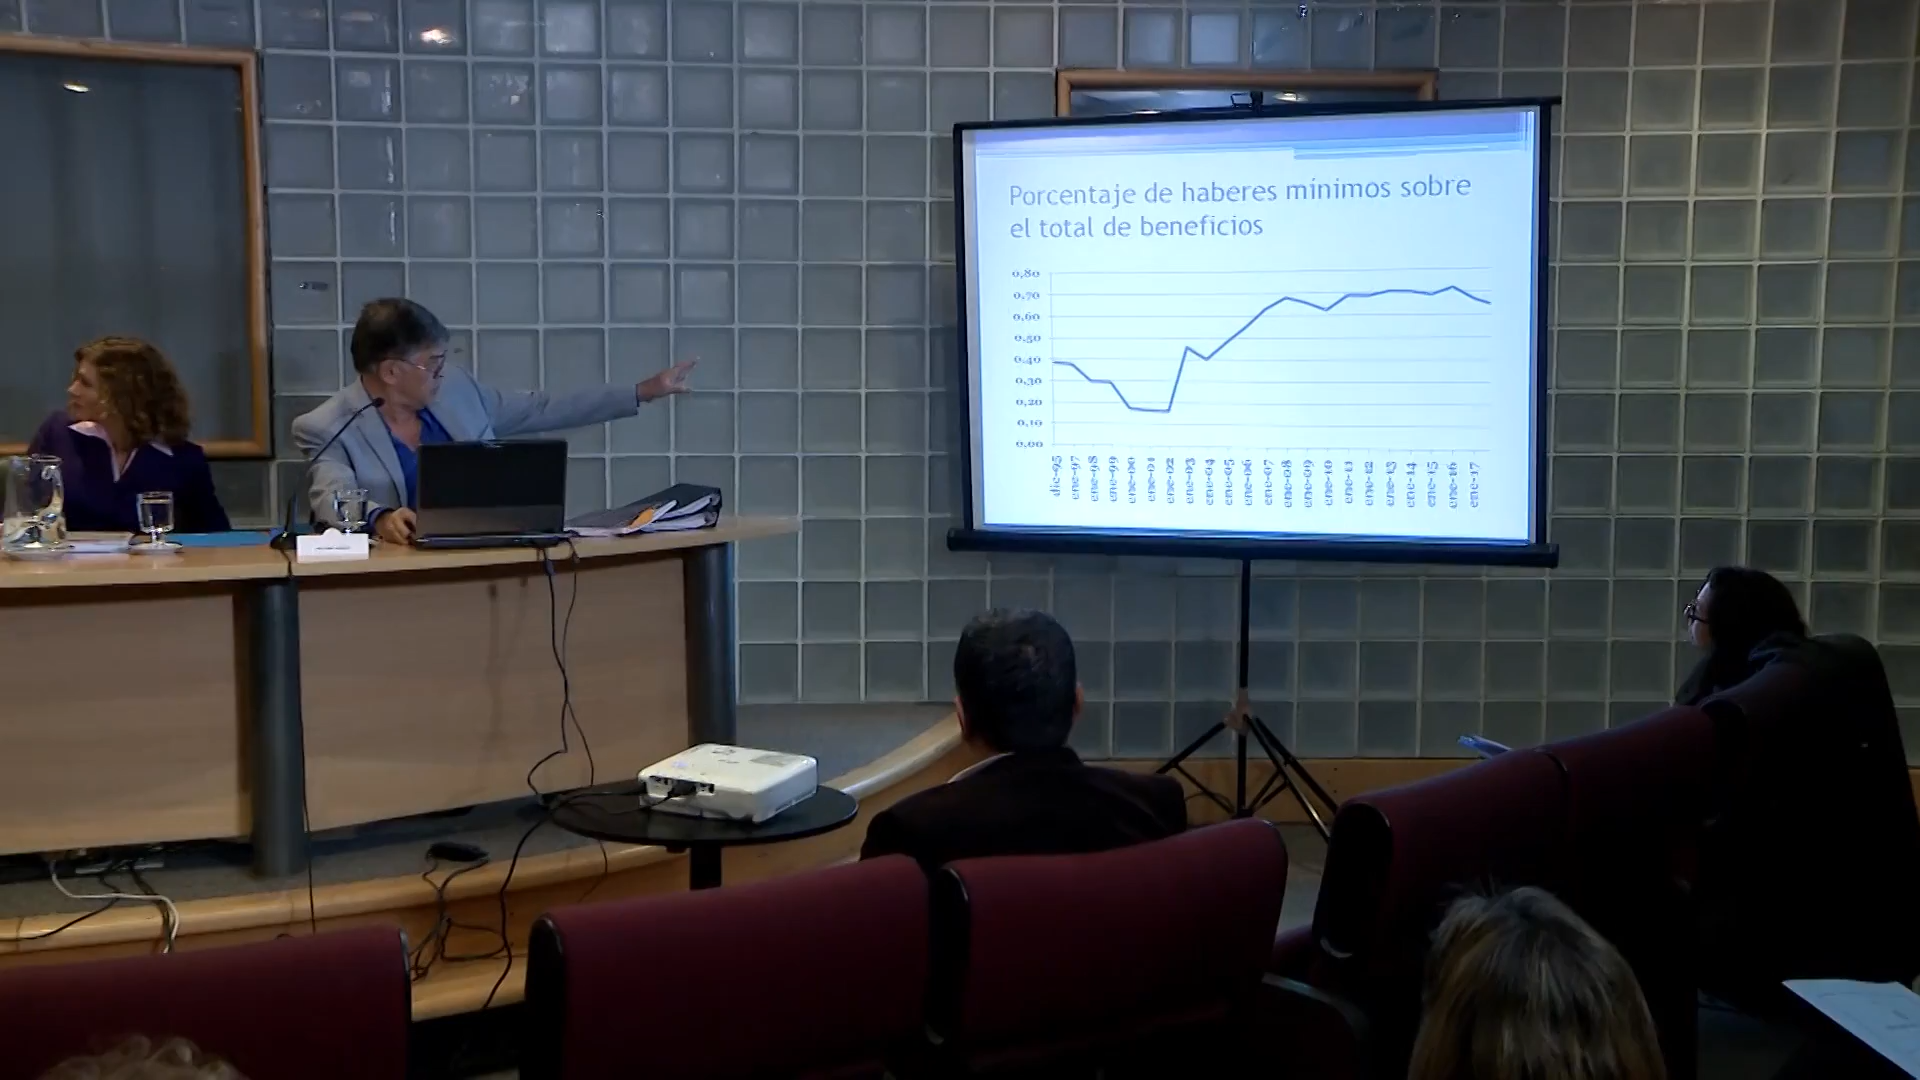 Porcentaje de haberes mínimos sobre
el total de beneficios
0,80
0,70
0,60
0,50
0,40
0,30
0,20
0,10
0,00
dic-95
ene-97
ene-98
ene-99
ene-00
ene-01
ene-02
ene-03
ene-04
ene-05
ene-06
ene-07
ene-08
ene-09
ene-10
ene-11
ene-12
ene-13
ene-14
ene-15
ene-16
ene-17